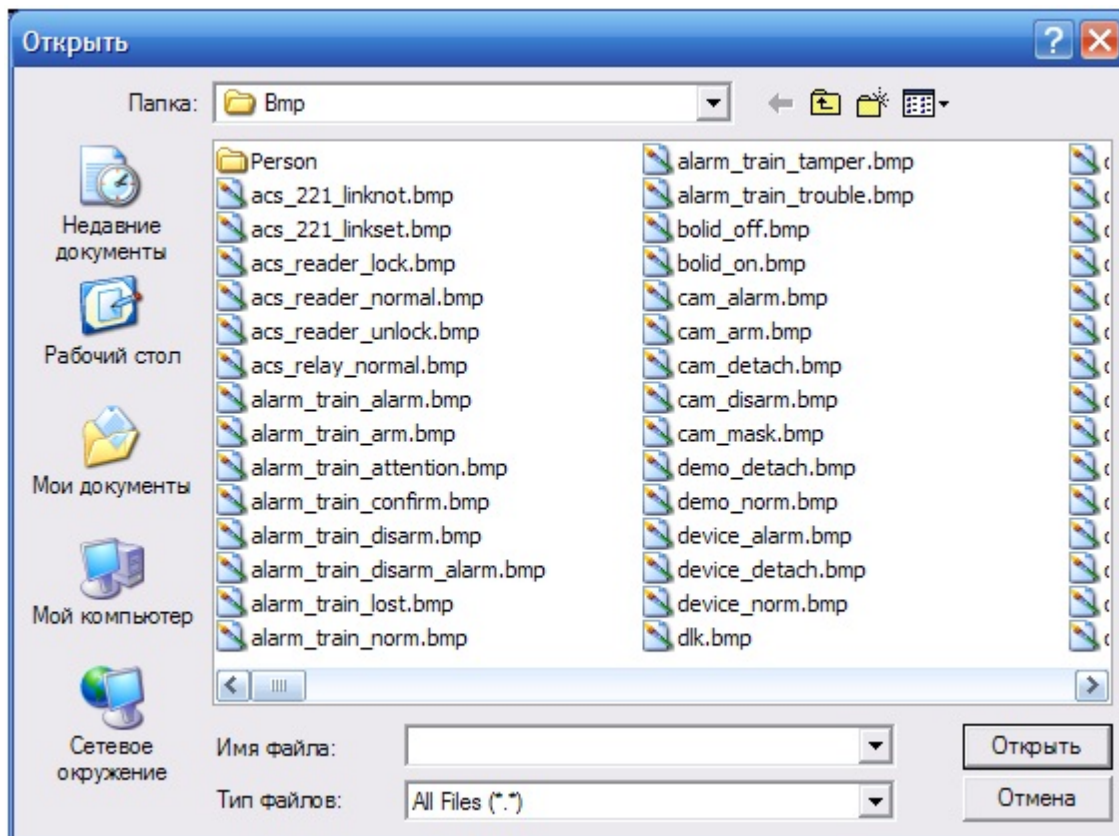 Открыть
Папка:
Bmp
Недавние
документы
Рабочий стол
Мои документы
Мой компьютер
Сетевое
окружение
Person
acs_221_linknot.bmp
acs_221_linkset.bmp
acs_reader_lock.bmp
acs_reader_normal.bmp
acs_reader_unlock.bmp
acs_relay_normal.bmp
alarm_train_alarm.bmp
alarm_train_arm.bmp
alarm_train_attention.bmp
alarm_train_confirm.bmp
alarm_train_disarm.bmp
alarm_train_disarm_alarm.bmp
alarm_train_lost.bmp
alarm_train_norm.bmp
alarm_train_tamper.bmp
alarm_train_trouble.bmp
bolid_off.bmp
bolid_on.bmp
cam_alarm.bmp
cam_arm.bmp
cam_detach.bmp
cam_disarm.bmp
cam_mask.bmp
demo_detach.bmp
demo_norm.bmp
device_alarm.bmp
device_detach.bmp
device_norm.bmp
dlk.bmp
Имя файла:
Открыть
Тип файлов:
All Files (*.*)
Отмена